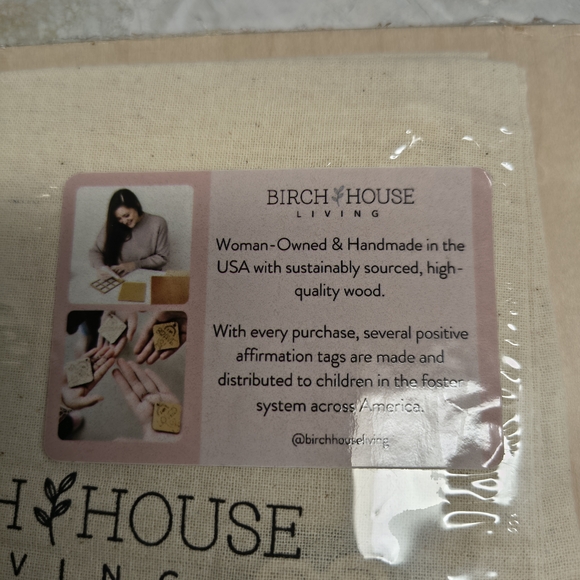 BIRCH HOUSE
LIVING
Woman-Owned & Handmade in the
USA with sustainably sourced, high-
quality wood.
With every purchase, several positive
affirmation tags are made and
distributed to children in the foster
system across America.
@birchhouseliving
H HOUSE
VING